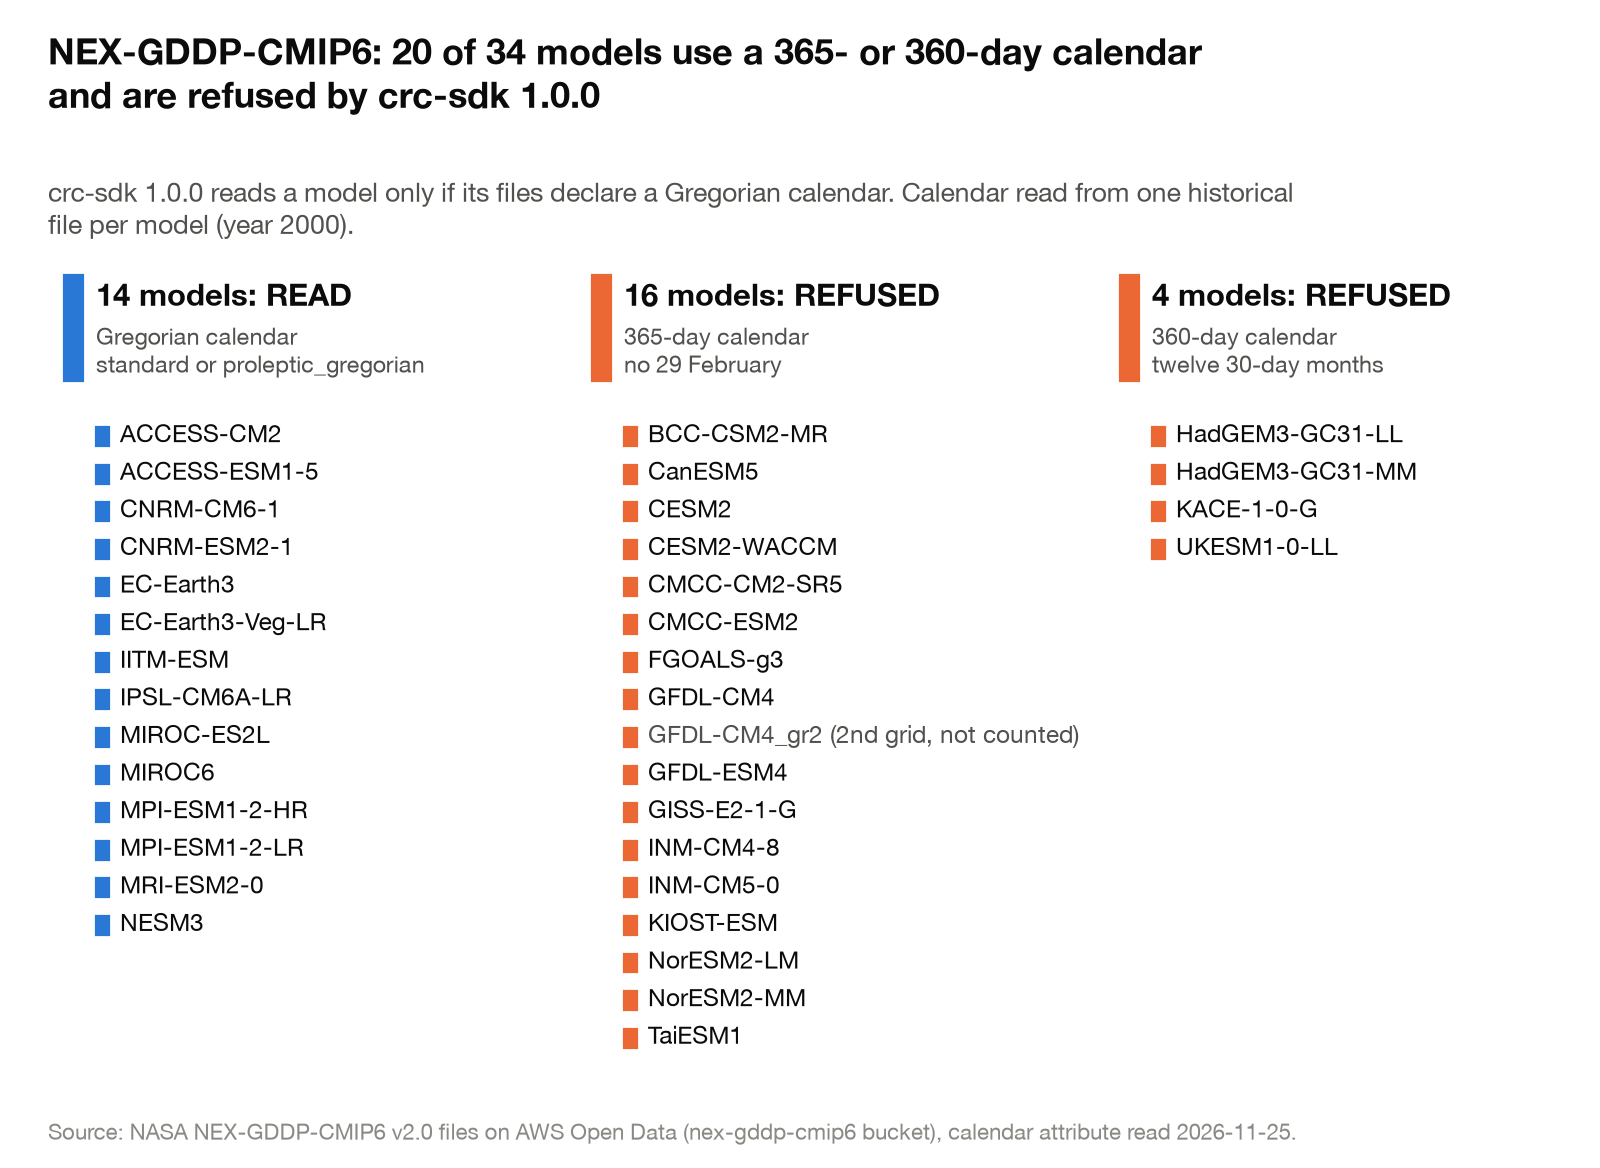 NEX-GDDP-CMIP6: 20 of 34 models use a 365- or 360-day calendar
and are refused by crc-sdk 1.0.0
crc-sdk 1.0.0 reads a model only if its files declare a Gregorian calendar. Calendar read from one historical
file per model (year 2000).
14 models: READ
Gregorian calendar
standard or proleptic_gregorian
ACCESS-CM2
ACCESS-ESM1-5
CNRM-CM6-1
CNRM-ESM2-1
EC-Earth3
EC-Earth3-Veg-LR
IITM-ESM
IPSL-CM6A-LR
MIROC-ES2L
MIROC6
MPI-ESM1-2-HR
MPI-ESM1-2-LR
MRI-ESM2-0
NESM3
16 models: REFUSED
365-day calendar
no 29 February
BCC-CSM2-MR
CanESM5
CESM2
CESM2-WACCM
CMCC-CM2-SR5
CMCC-ESM2
FGOALS-g3
GFDL-CM4
GFDL-CM4_gr2 (2nd grid, not counted)
GFDL-ESM4
GISS-E2-1-G
INM-CM4-8
INM-CM5-0
KIOST-ESM
NorESM2-LM
NorESM2-MM
TaiESM1
4 models: REFUSED
360-day calendar
twelve 30-day months
HadGEM3-GC31-LL
HadGEM3-GC31-MM
KACE-1-0-G
UKESM1-0-LL
Source: NASA NEX-GDDP-CMIP6 v2.0 files on AWS Open Data (nex-gddp-cmip6 bucket), calendar attribute read 2026-11-25.